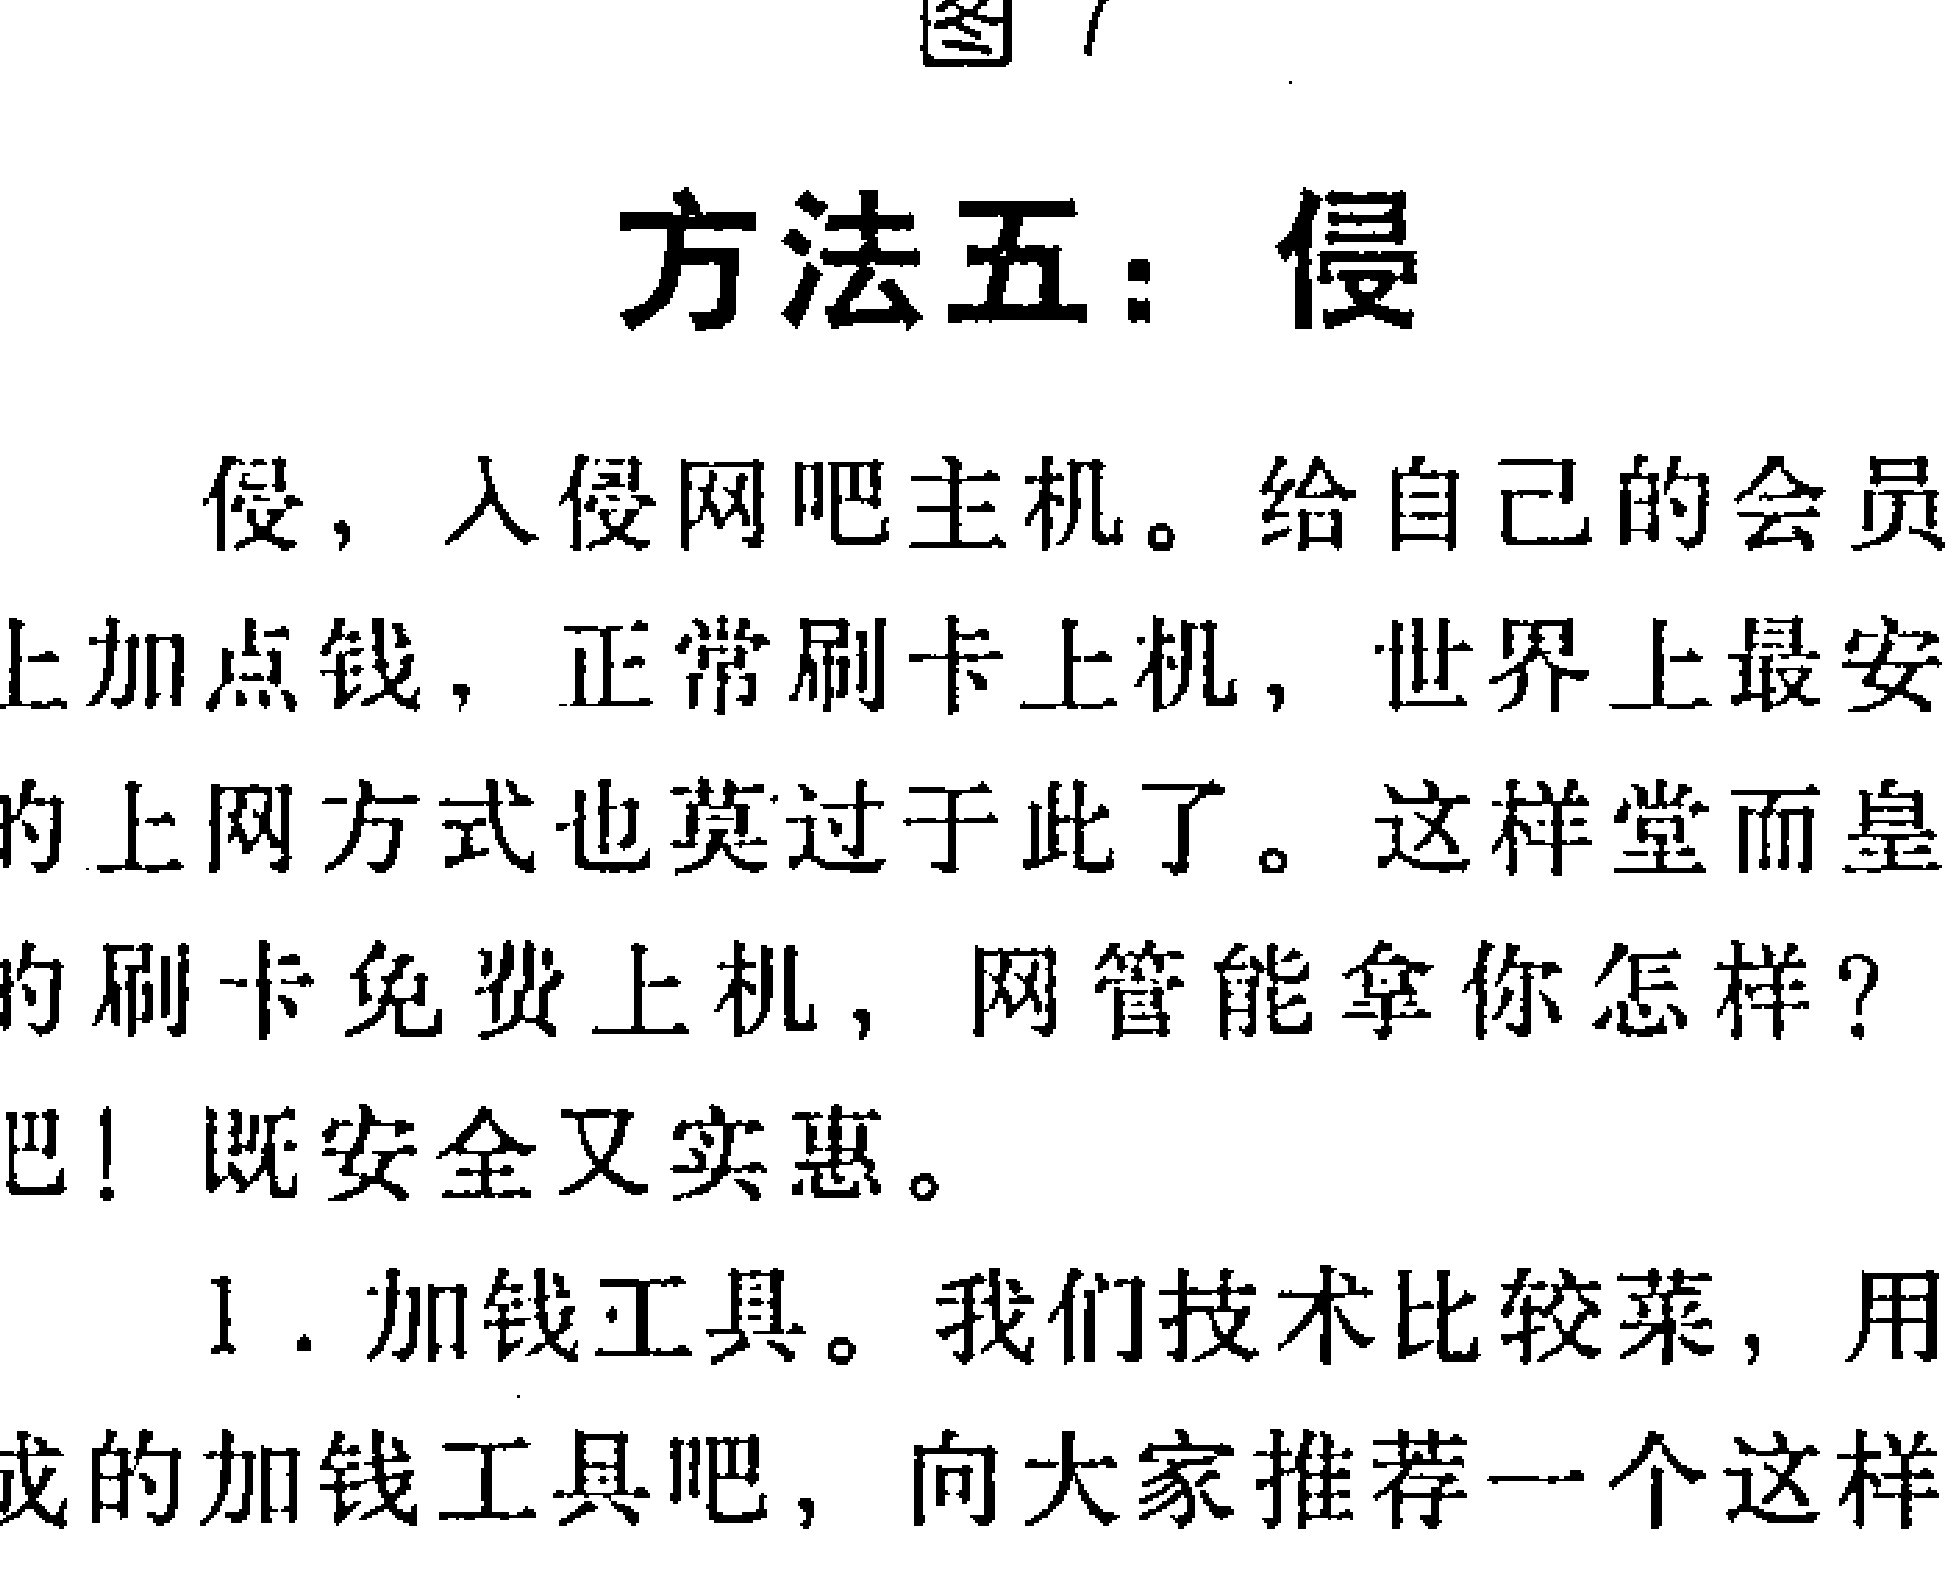 图 7
方法五：侵
侵，入侵网吧主机。给自己的会员
上加点钱，正常刷卡上机，世界上最安
的上网方式也莫过于此了。这样堂而皇
的刷卡免费上机，网管能拿你怎样？
吧！既安全又实惠。
1．加钱工具。我们技术比较菜，用
成的加钱工具吧，向大家推荐一个这样